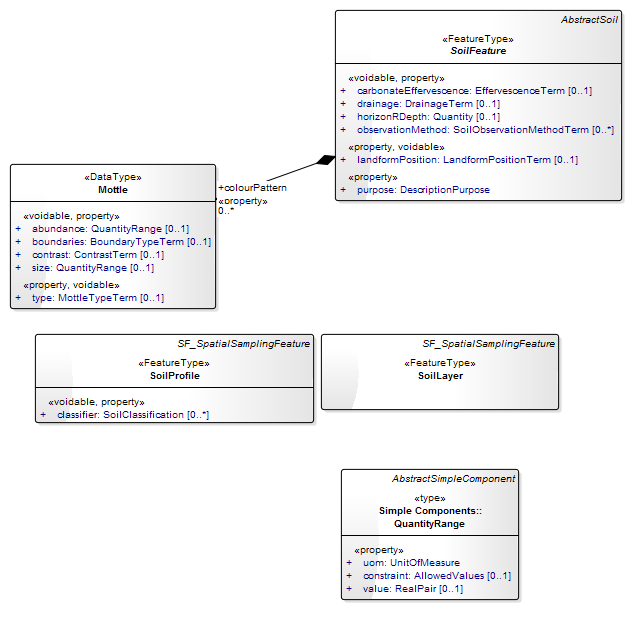 AbstractSoil
«FeatureType»
SoilFeature
«voidable, property»
+ carbonateEffervescence: EffervescenceTerm [0..1]
+ drainage: DrainageTerm [0..1]
+ horizonRDepth: Quantity [0..1]
+ observationMethod: SoilObservationMethodTerm [0..*]
«property, voidable»
+ landformPosition: LandformPositionTerm [0..1]
«property»
+ purpose: DescriptionPurpose
+colourPattern
«property»
0..*
«DataType»
Mottle
«voidable, property»
+ abundance: QuantityRange [0..1]
+ boundaries: BoundaryTypeTerm [0..1]
+ contrast: ContrastTerm [0..1]
+ size: QuantityRange [0..1]
«property, voidable»
+ type: MottleTypeTerm [0..1]
SF_SpatialSamplingFeature
«FeatureType»
SoilProfile
«voidable, property»
+ classifier: SoilClassification [0..*]
SF_SpatialSamplingFeature
«FeatureType»
SoilLayer
AbstractSimpleComponent
«type»
Simple Components::
QuantityRange
«property»
+ uom: UnitOfMeasure
+ constraint: AllowedValues [0..1]
+ value: RealPair [0..1]